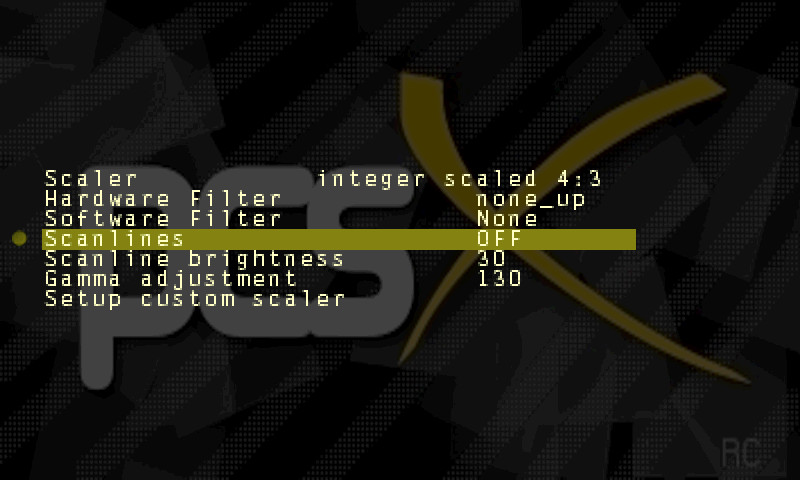 pcsx
Scaler integer scaled 4:3
Hardware Filter none_up
Software Filter None
Scanlines OFF
Scanline brightness 30
Gamma adjustment 130
Setup custom scaler
RC